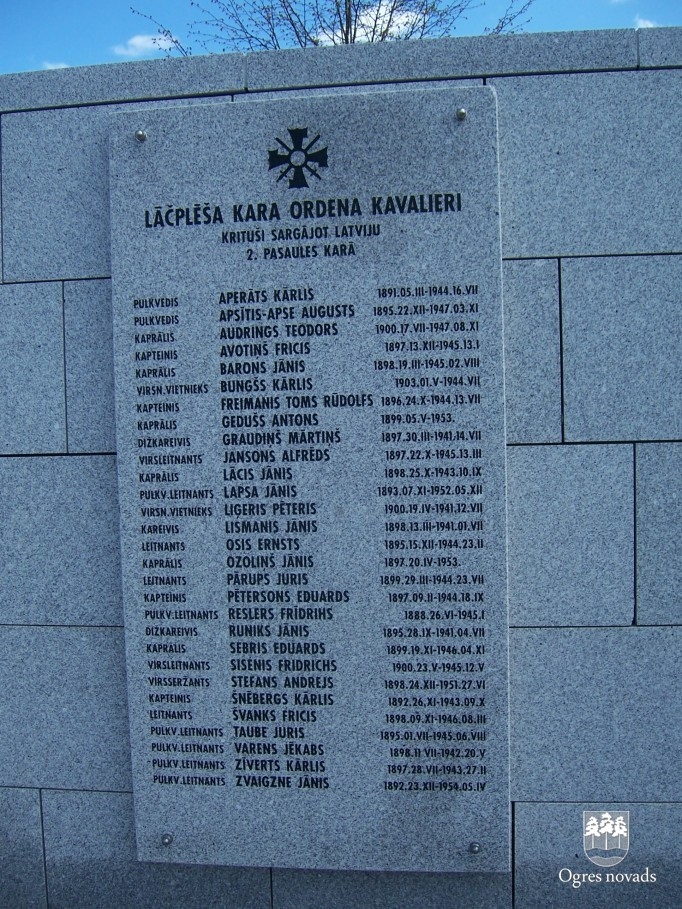 LĀČPLĒŠA KARA ORDENA KAVALIERI
KRITUŠI SARGĀJOT LATVIJU
2. PASAULES KARĀ
PULKVEDIS APERĀTS KĀRLIS 1891.05.III-1944.16.VII
PULKVEDIS APSĪTIS-APSE AUGUSTS 1895.22.XII-1947.03.XI
KAPRĀLIS AUDRINGS TEODORS 1900.17.VII-1947.08.XI
KAPTEINIS AVOTIŅŠ FRICIS 1897.13.XII-1945.13.I
KAPRĀLIS BARONS JĀNIS 1898.19.III-1945.02.VIII
VIRSN.VIETNIEKS BUNGŠS KĀRLIS 1903.01.V-1944.VII
KAPTEINIS FREIMANIS TOMS RŪDOLFS 1896.24.X-1944.13.VII
KAPRĀLIS GEDUŠS ANTONS 1899.05.V-1953.
DIŽKAREIVIS GRAUDIŅŠ MĀRTIŅŠ 1897.30.III-1941.14.VII
VIRSLEITNANTS JANSONS ALFRĒDS 1897.22.X-1945.13.III
KAPRĀLIS LĀCIS JĀNIS 1898.25.X-1943.10.IX
PULKV.LEITNANTS LAPSA JĀNIS 1893.07.XI-1952.05.XII
VIRSN.VIETNIEKS LIĢERIS PĒTERIS 1900.19.IV-1941.12.VII
KAREIVIS LISMANIS JĀNIS 1898.13.III-1941.01.VII
LEITNANTS OSIS ERNSTS 1895.15.XII-1944.23.II
KAPRĀLIS OZOLIŅŠ JĀNIS 1897.20.IV-1953.
LEITNANTS PĀRUPS JURIS 1899.29.III-1944.23.VII
KAPTEINIS PĒTERSONS EDUARDS 1897.09.II-1944.18.IX
PULKV.LEITNANTS RESLERS FRĪDRIHS 1888.26.VI-1945.I
DIŽKAREIVIS RUNIKS JĀNIS 1895.28.IX-1941.04.VII
KAPRĀLIS SEBRIS EDUARDS 1899.19.XI-1946.04.XI
VIRSLEITNANTS SISENIS FRIDRICHS 1900.23.V-1945.12.V
VIRSSERŽANTS STEFANS ANDREJS 1898.24.XII-1951.27.VI
KAPTEINIS ŠNĒBERGS KĀRLIS 1892.26.XI-1943.09.X
LEITNANTS ŠVANKS FRICIS 1898.09.XI-1946.08.III
PULKV.LEITNANTS TAUBE JURIS 1895.01.VII-1945.06.VIII
PULKV.LEITNANTS VARENS JĒKABS 1898.11 VII-1942.20.V
PULKV.LEITNANTS ZĪVERTS KĀRLIS 1897.28.VII-1943.27.II
PULKV.LEITNANTS ZVAIGZNE JĀNIS 1892.23.XII-1954.05.IV
Ogres novads